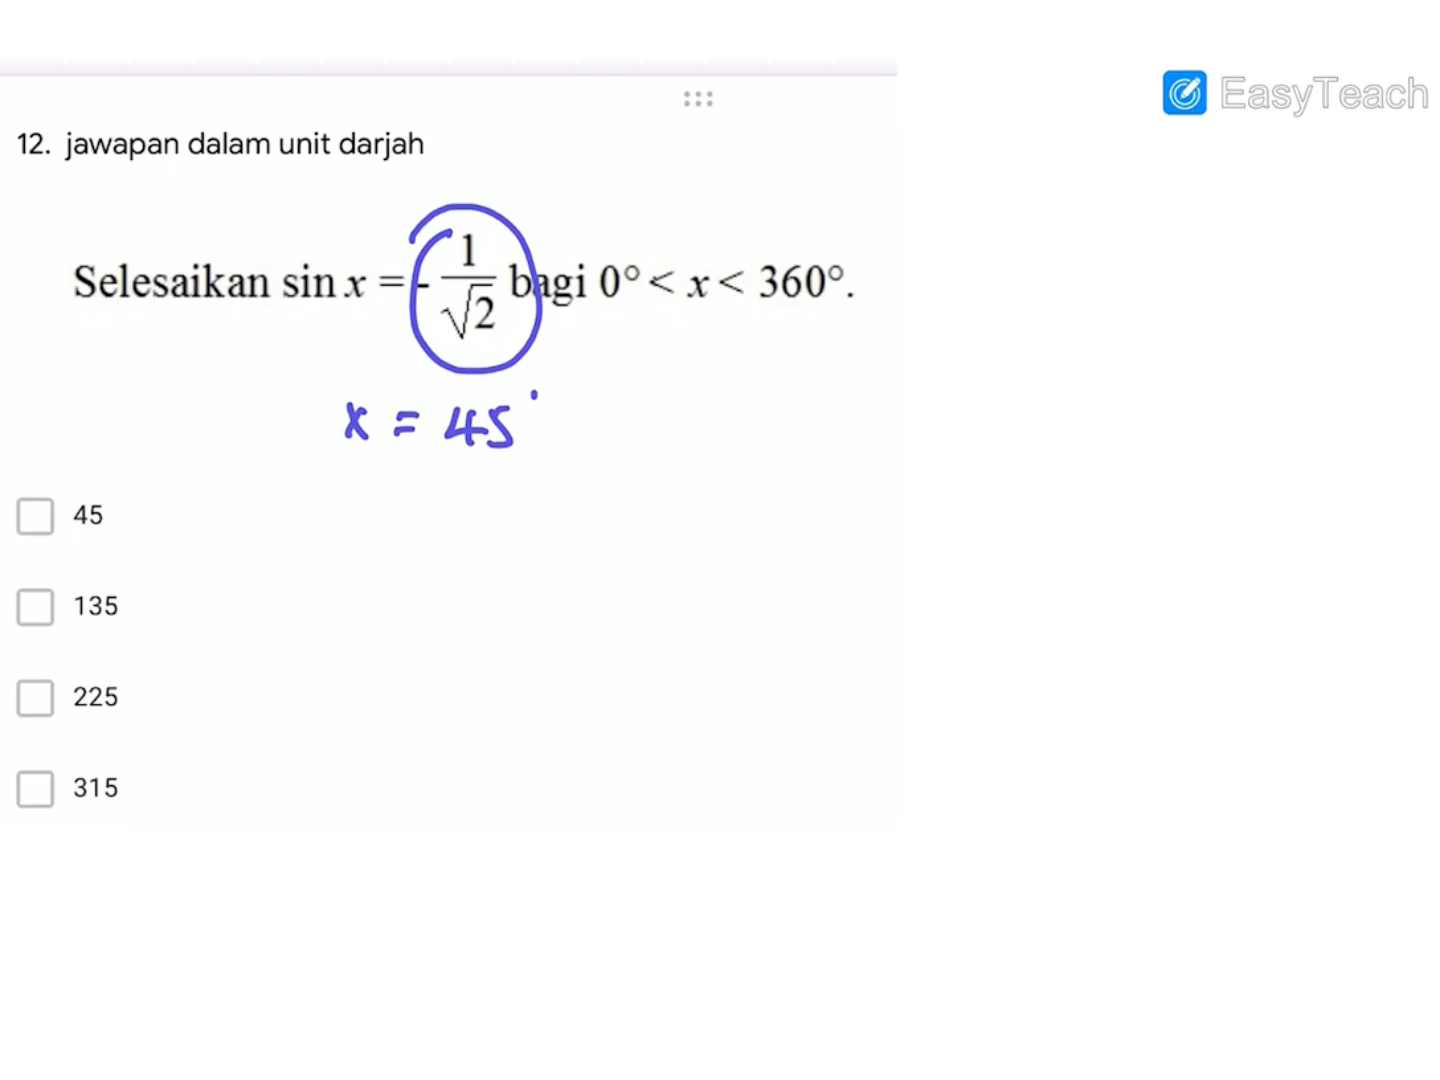 EasyTeach
12. jawapan dalam unit darjah
Selesaikan sin x = - 1/√2 bagi 0° < x < 360°.
x = 45°
45
135
225
315